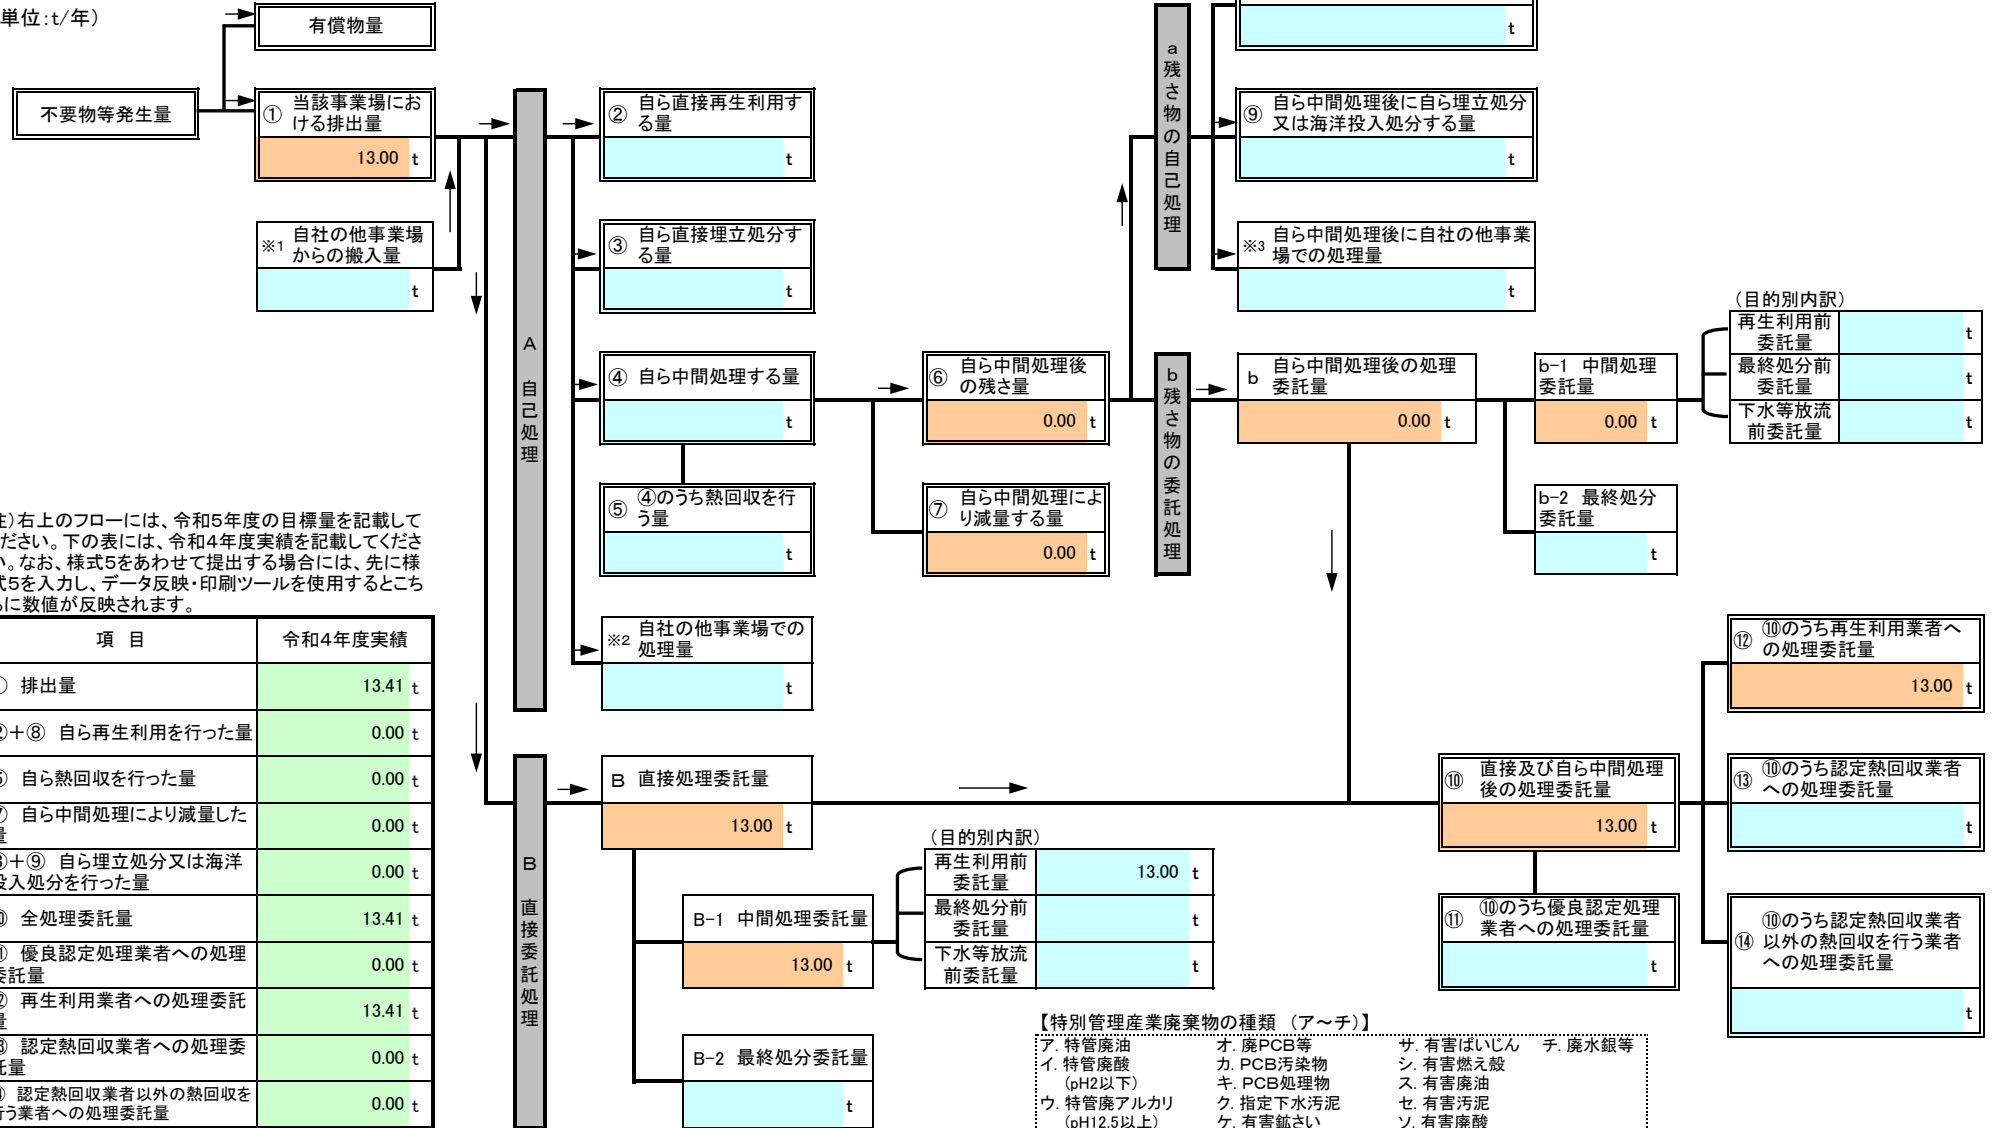 単位:t/年)
有償物量
不要物等発生量
① 当該事業場にお
ける排出量
13.00 t
※1 自社の他事業場
からの搬入量
t
A 自己処理
② 自ら直接再生利用す
る量
t
③ 自ら直接埋立処分す
る量
t
④ 自ら中間処理する量
t
⑤ ④のうち熱回収を行
う量
t
※2 自社の他事業場での
処理量
t
⑥ 自ら中間処理後
の残さ量
0.00 t
⑦ 自ら中間処理によ
り減量する量
0.00 t
a 残さ物の自己処理
t
⑨ 自ら中間処理後に自ら埋立処分
又は海洋投入処分する量
t
※3 自ら中間処理後に自社の他事業
場での処理量
t
b 残さ物の委託処理
b 自ら中間処理後の処理
委託量
0.00 t
b-1 中間処理
委託量
0.00 t
b-2 最終処分
委託量
t
(目的別内訳)
再生利用前
委託量
t
最終処分前
委託量
t
下水等放流
前委託量
t
注)右上のフローには、令和5年度の目標量を記載して
ください。下の表には、令和4年度実績を記載してくださ
い。なお、様式5をあわせて提出する場合には、先に様
式5を入力し、データ反映・印刷ツールを使用するとこち
らに数値が反映されます。
項 目 令和4年度実績
① 排出量 13.41 t
②+⑧ 自ら再生利用を行った量 0.00 t
⑤ 自ら熱回収を行った量 0.00 t
⑦ 自ら中間処理により減量した
量 0.00 t
③+⑨ 自ら埋立処分又は海洋
投入処分を行った量 0.00 t
⑩ 全処理委託量 13.41 t
⑪ 優良認定処理業者への処理
委託量 0.00 t
⑫ 再生利用業者への処理委託
量 13.41 t
⑬ 認定熱回収業者への処理委
託量 0.00 t
⑭ 認定熱回収業者以外の熱回収を
行う業者への処理委託量 0.00 t
B 直接委託処理
B 直接処理委託量
13.00 t
B-1 中間処理委託量
13.00 t
B-2 最終処分委託量
t
(目的別内訳)
再生利用前
委託量
13.00 t
最終処分前
委託量
t
下水等放流
前委託量
t
⑩ 直接及び自ら中間処理
後の処理委託量
13.00 t
⑪ ⑩のうち優良認定処理
業者への処理委託量
t
⑫ ⑩のうち再生利用業者へ
の処理委託量
13.00 t
⑬ ⑩のうち認定熱回収業者
への処理委託量
t
⑭ ⑩のうち認定熱回収業者
以外の熱回収を行う業者
への処理委託量
t
【特別管理産業廃棄物の種類 (ア~チ)】
ア. 特管廃油 オ. 廃PCB等 サ. 有害ばいじん チ. 廃水銀等
イ. 特管廃酸 カ. PCB汚染物 シ. 有害燃え殻
(pH2以下) キ. PCB処理物 ス. 有害廃油
ウ. 特管廃アルカリ ク. 指定下水汚泥 セ. 有害汚泥
(pH12.5以上) ケ. 有害鉱さい ソ. 有害廃酸